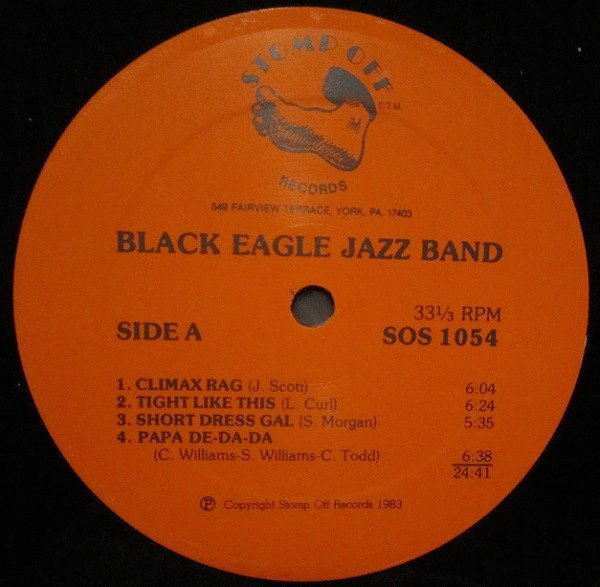 STOMP OFF
T.M.
RECORDS
549 FAIRVIEW TERRACE, YORK, PA. 17403
BLACK EAGLE JAZZ BAND
33⅓ RPM
SIDE A SOS 1054
1. CLIMAX RAG (J. Scott) 6:04
2. TIGHT LIKE THIS (L. Curl) 6:24
3. SHORT DRESS GAL (S. Morgan) 5:35
4. PAPA DE-DA-DA
(C. Williams-S. Williams-C. Todd) 6:38
24:41
Ⓟ Copyright Stomp Off Records 1983